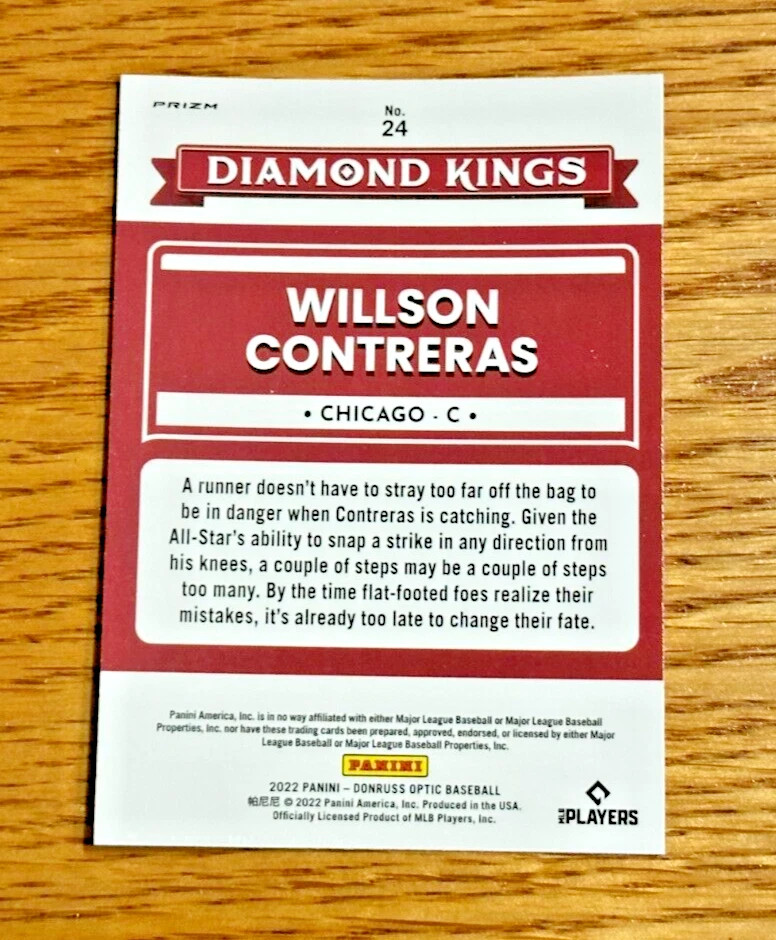 PRIZM
No.
24
DIAMOND KINGS
WILLSON
CONTRERAS
• CHICAGO - C •
A runner doesn't have to stray too far off the bag to
be in danger when Contreras is catching. Given the
All-Star's ability to snap a strike in any direction from
his knees, a couple of steps may be a couple of steps
too many. By the time flat-footed foes realize their
mistakes, it's already too late to change their fate.
Panini America, Inc. is in no way affiliated with either Major League Baseball or Major League Baseball
Properties, Inc. nor have these trading cards been prepared, approved, endorsed, or licensed by either Major
League Baseball or Major League Baseball Properties, Inc.
PANINI
2022 PANINI – DONRUSS OPTIC BASEBALL
帕尼尼 © 2022 Panini America, Inc. Produced in the USA.
Officially Licensed Product of MLB Players, Inc.
MLB PLAYERS